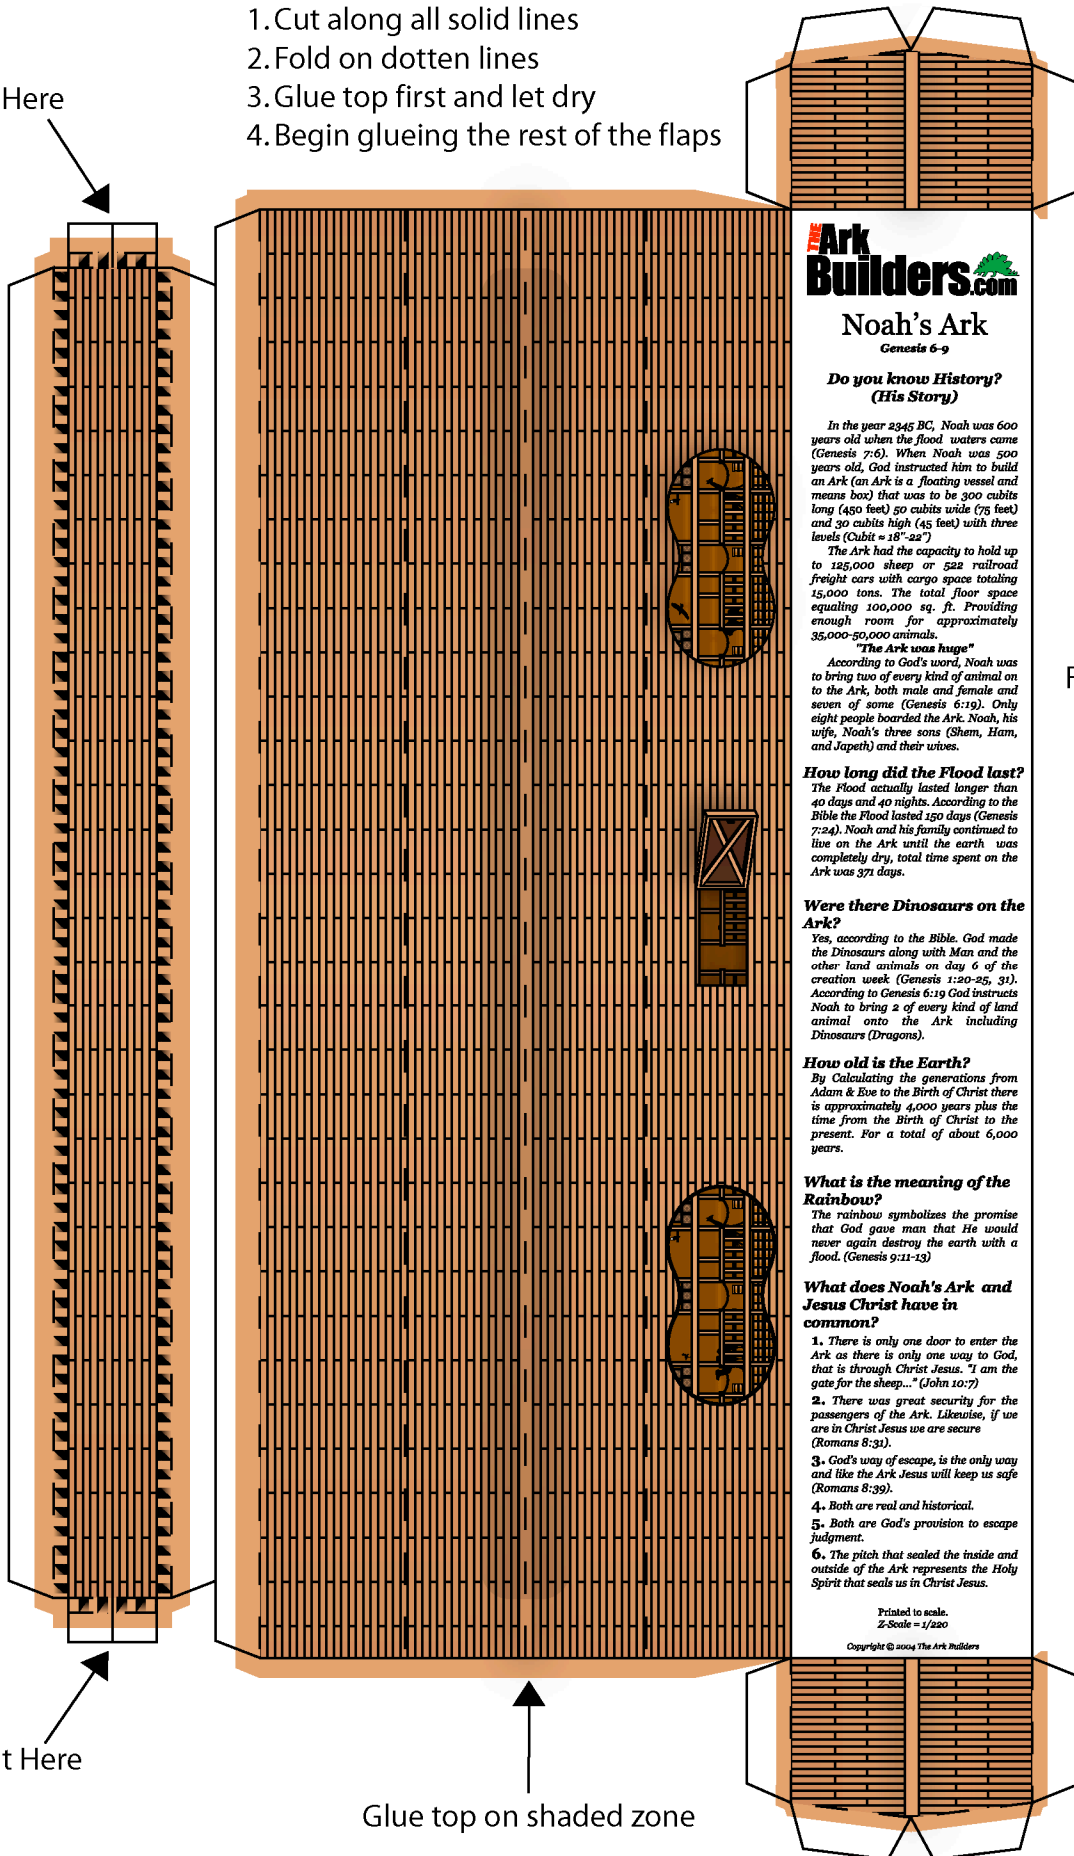 1. Cut along all solid lines
2. Fold on dotten lines
3. Glue top first and let dry
4. Begin glueing the rest of the flaps
Here
THE Ark
Builders.com
Noah's Ark
Genesis 6-9
Do you know History?
(His Story)
In the year 2345 BC, Noah was 600
years old when the flood waters came
(Genesis 7:6). When Noah was 500
years old, God instructed him to build
an Ark (an Ark is a floating vessel and
means box) that was to be 300 cubits
long (450 feet) 50 cubits wide (75 feet)
and 30 cubits high (45 feet) with three
levels (Cubit ≈ 18"-22")
The Ark had the capacity to hold up
to 125,000 sheep or 522 railroad
freight cars with cargo space totaling
15,000 tons. The total floor space
equaling 100,000 sq. ft. Providing
enough room for approximately
35,000-50,000 animals.
"The Ark was huge"
According to God's word, Noah was
to bring two of every kind of animal on
to the Ark, both male and female and
seven of some (Genesis 6:19). Only
eight people boarded the Ark. Noah, his
wife, Noah's three sons (Shem, Ham,
and Japeth) and their wives.
How long did the Flood last?
The Flood actually lasted longer than
40 days and 40 nights. According to the
Bible the Flood lasted 150 days (Genesis
7:24). Noah and his family continued to
live on the Ark until the earth was
completely dry, total time spent on the
Ark was 371 days.
Were there Dinosaurs on the
Ark?
Yes, according to the Bible. God made
the Dinosaurs along with Man and the
other land animals on day 6 of the
creation week (Genesis 1:20-25, 31).
According to Genesis 6:19 God instructs
Noah to bring 2 of every kind of land
animal onto the Ark including
Dinosaurs (Dragons).
How old is the Earth?
By Calculating the generations from
Adam & Eve to the Birth of Christ there
is approximately 4,000 years plus the
time from the Birth of Christ to the
present. For a total of about 6,000
years.
What is the meaning of the
Rainbow?
The rainbow symbolizes the promise
that God gave man that He would
never again destroy the earth with a
flood. (Genesis 9:11-13)
What does Noah's Ark and
Jesus Christ have in
common?
1. There is only one door to enter the
Ark as there is only one way to God,
that is through Christ Jesus. "I am the
gate for the sheep..." (John 10:7)
2. There was great security for the
passengers of the Ark. Likewise, if we
are in Christ Jesus we are secure
(Romans 8:31).
3. God's way of escape, is the only way
and like the Ark Jesus will keep us safe
(Romans 8:39).
4. Both are real and historical.
5. Both are God's provision to escape
judgment.
6. The pitch that sealed the inside and
outside of the Ark represents the Holy
Spirit that seals us in Christ Jesus.
Printed to scale.
Z-Scale = 1/220
Copyright © 2004 The Ark Builders
t Here
Glue top on shaded zone